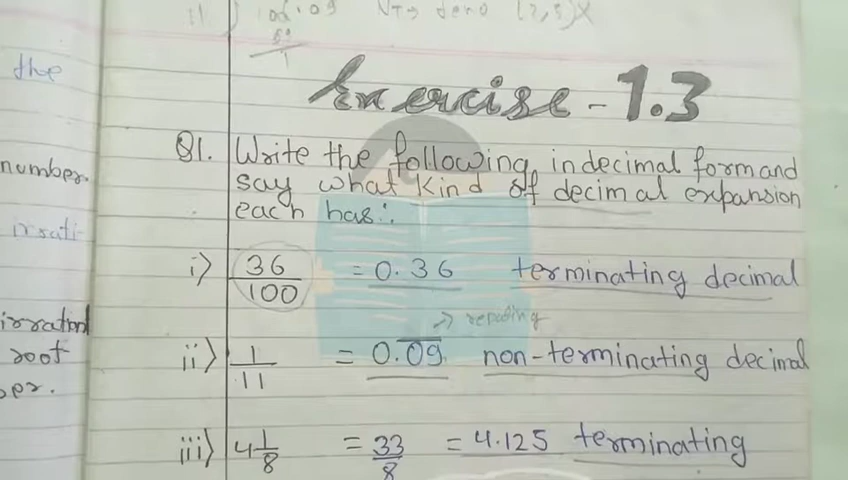 the
number.
irrational
root
Exercise - 1.3
Q1. Write the following in decimal form and
say what kind of decimal expansion
each has:.
i) 36/100 = 0.36 terminating decimal
→ repeating
ii) 1/11 = 0.0̅9̅ non-terminating decimal
iii) 4 1/8 = 33/8 = 4.125 terminating